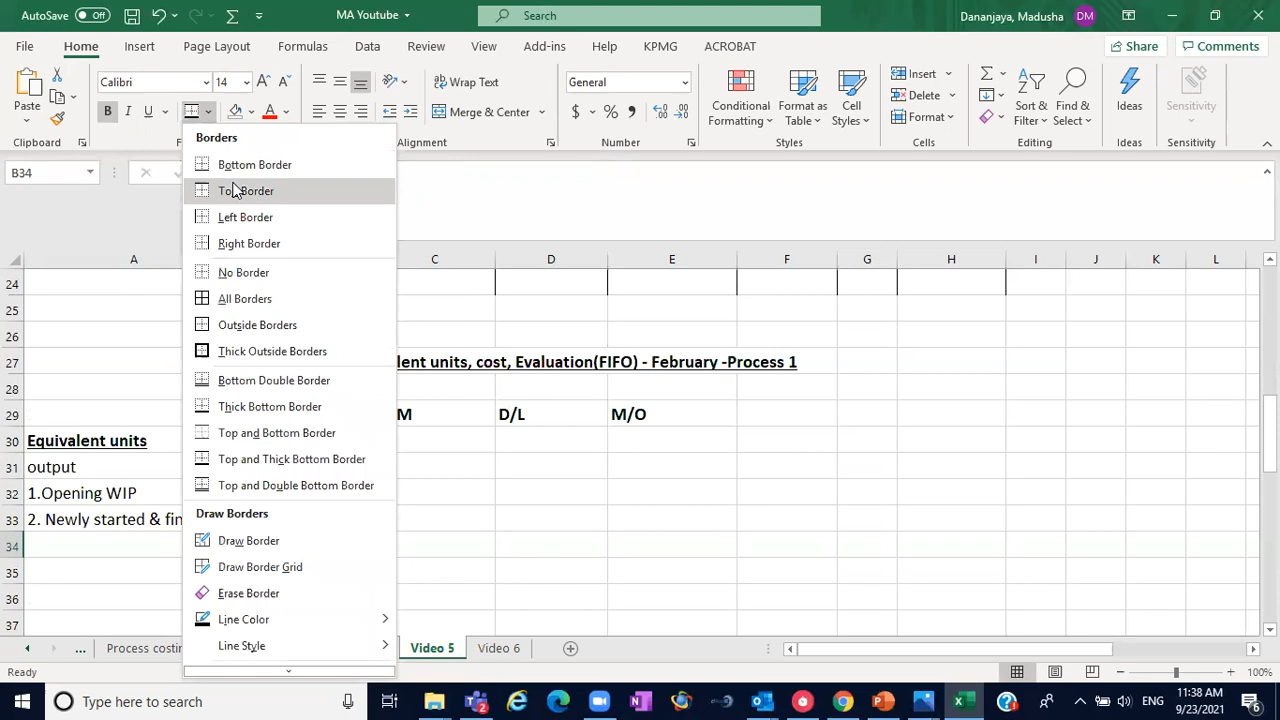 AutoSave Off MA Youtube Search Dananjaya, Madusha DM
File Home Insert Page Layout Formulas Data Review View Add-ins Help KPMG ACROBAT Share Comments
Paste Calibri 14 Wrap Text General Conditional Formatting Format as Table Cell Styles Insert Sort & Filter Find & Select Ideas Sensitivity
B I U Merge & Center $ % Delete
Format
Clipboard Alignment Number Styles Cells Editing Ideas Sensitivity
B34
Borders
Bottom Border
Top Border
Left Border
Right Border
No Border
All Borders
Outside Borders
Thick Outside Borders
Bottom Double Border
Thick Bottom Border
Top and Bottom Border
Top and Thick Bottom Border
Top and Double Bottom Border
Draw Borders
Draw Border
Draw Border Grid
Erase Border
Line Color
Line Style
A C D E F G H I J K L
24
25
26
27 lent units, cost, Evaluation(FIFO) - February -Process 1
28
29 M D/L M/O
30 Equivalent units
31 output
32 1.Opening WIP
33 2. Newly started & fin
34
35
36
37
... Process costin Video 5 Video 6
Ready 100%
Type here to search ENG 11:38 AM 9/23/2021 6